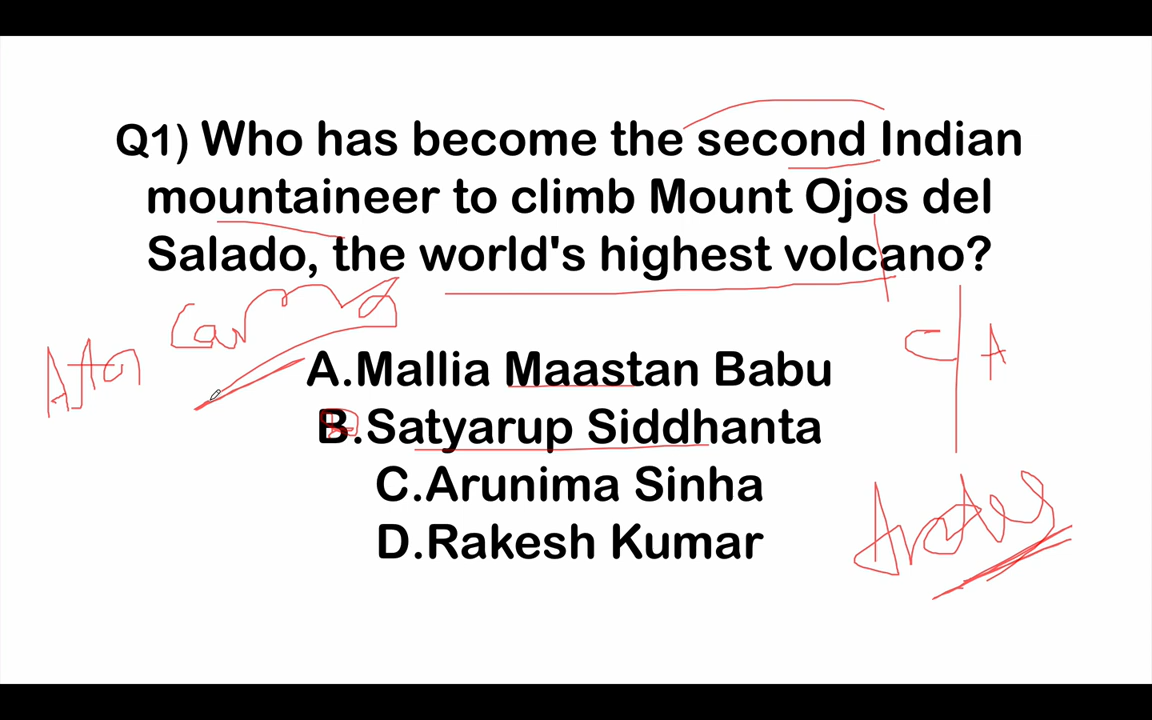 Q1) Who has become the second Indian
mountaineer to climb Mount Ojos del
Salado, the world's highest volcano?
C A
A.Mallia Maastan Babu
B.Satyarup Siddhanta
C.Arunima Sinha
D.Rakesh Kumar